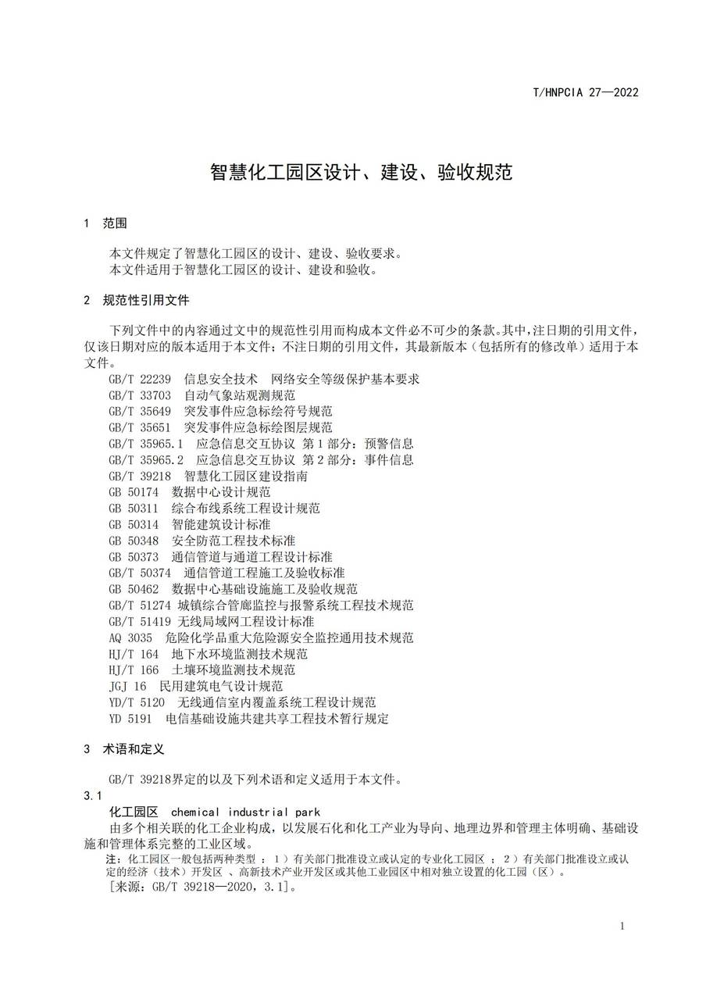 T/HNPCIA 27—2022
智慧化工园区设计、建设、验收规范
1 范围
本文件规定了智慧化工园区的设计、建设、验收要求。
本文件适用于智慧化工园区的设计、建设和验收。
2 规范性引用文件
下列文件中的内容通过文中的规范性引用而构成本文件必不可少的条款。其中,注日期的引用文件,
仅该日期对应的版本适用于本文件；不注日期的引用文件，其最新版本（包括所有的修改单）适用于本
文件。
GB/T 22239 信息安全技术 网络安全等级保护基本要求
GB/T 33703 自动气象站观测规范
GB/T 35649 突发事件应急标绘符号规范
GB/T 35651 突发事件应急标绘图层规范
GB/T 35965.1 应急信息交互协议 第1部分：预警信息
GB/T 35965.2 应急信息交互协议 第2部分：事件信息
GB/T 39218 智慧化工园区建设指南
GB 50174 数据中心设计规范
GB 50311 综合布线系统工程设计规范
GB 50314 智能建筑设计标准
GB 50348 安全防范工程技术标准
GB 50373 通信管道与通道工程设计标准
GB/T 50374 通信管道工程施工及验收标准
GB 50462 数据中心基础设施施工及验收规范
GB/T 51274 城镇综合管廊监控与报警系统工程技术规范
GB/T 51419 无线局域网工程设计标准
AQ 3035 危险化学品重大危险源安全监控通用技术规范
HJ/T 164 地下水环境监测技术规范
HJ/T 166 土壤环境监测技术规范
JGJ 16 民用建筑电气设计规范
YD/T 5120 无线通信室内覆盖系统工程设计规范
YD 5191 电信基础设施共建共享工程技术暂行规定
3 术语和定义
GB/T 39218界定的以及下列术语和定义适用于本文件。
3.1
化工园区 chemical industrial park
由多个相关联的化工企业构成，以发展石化和化工产业为导向、地理边界和管理主体明确、基础设
施和管理体系完整的工业区域。
注：化工园区一般包括两种类型 ：1）有关部门批准设立或认定的专业化工园区 ；2）有关部门批准设立或认
定的经济（技术）开发区 、高新技术产业开发区或其他工业园区中相对独立设置的化工园（区）。
[来源：GB/T 39218—2020，3.1]。
1